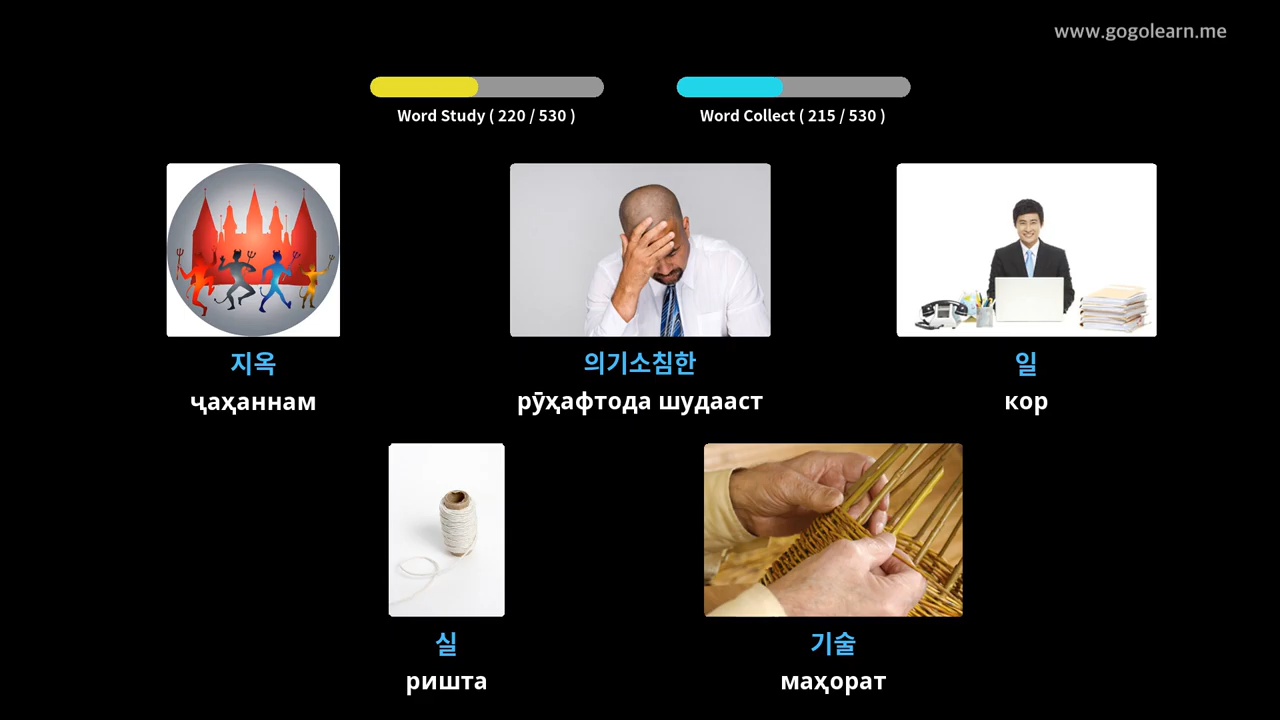 www.gogolearn.me
Word Study ( 220 / 530 )
Word Collect ( 215 / 530 )
지옥
ҷаҳаннам
의기소침한
рӯҳафтода шудааст
일
кор
실
ришта
기술
маҳорат